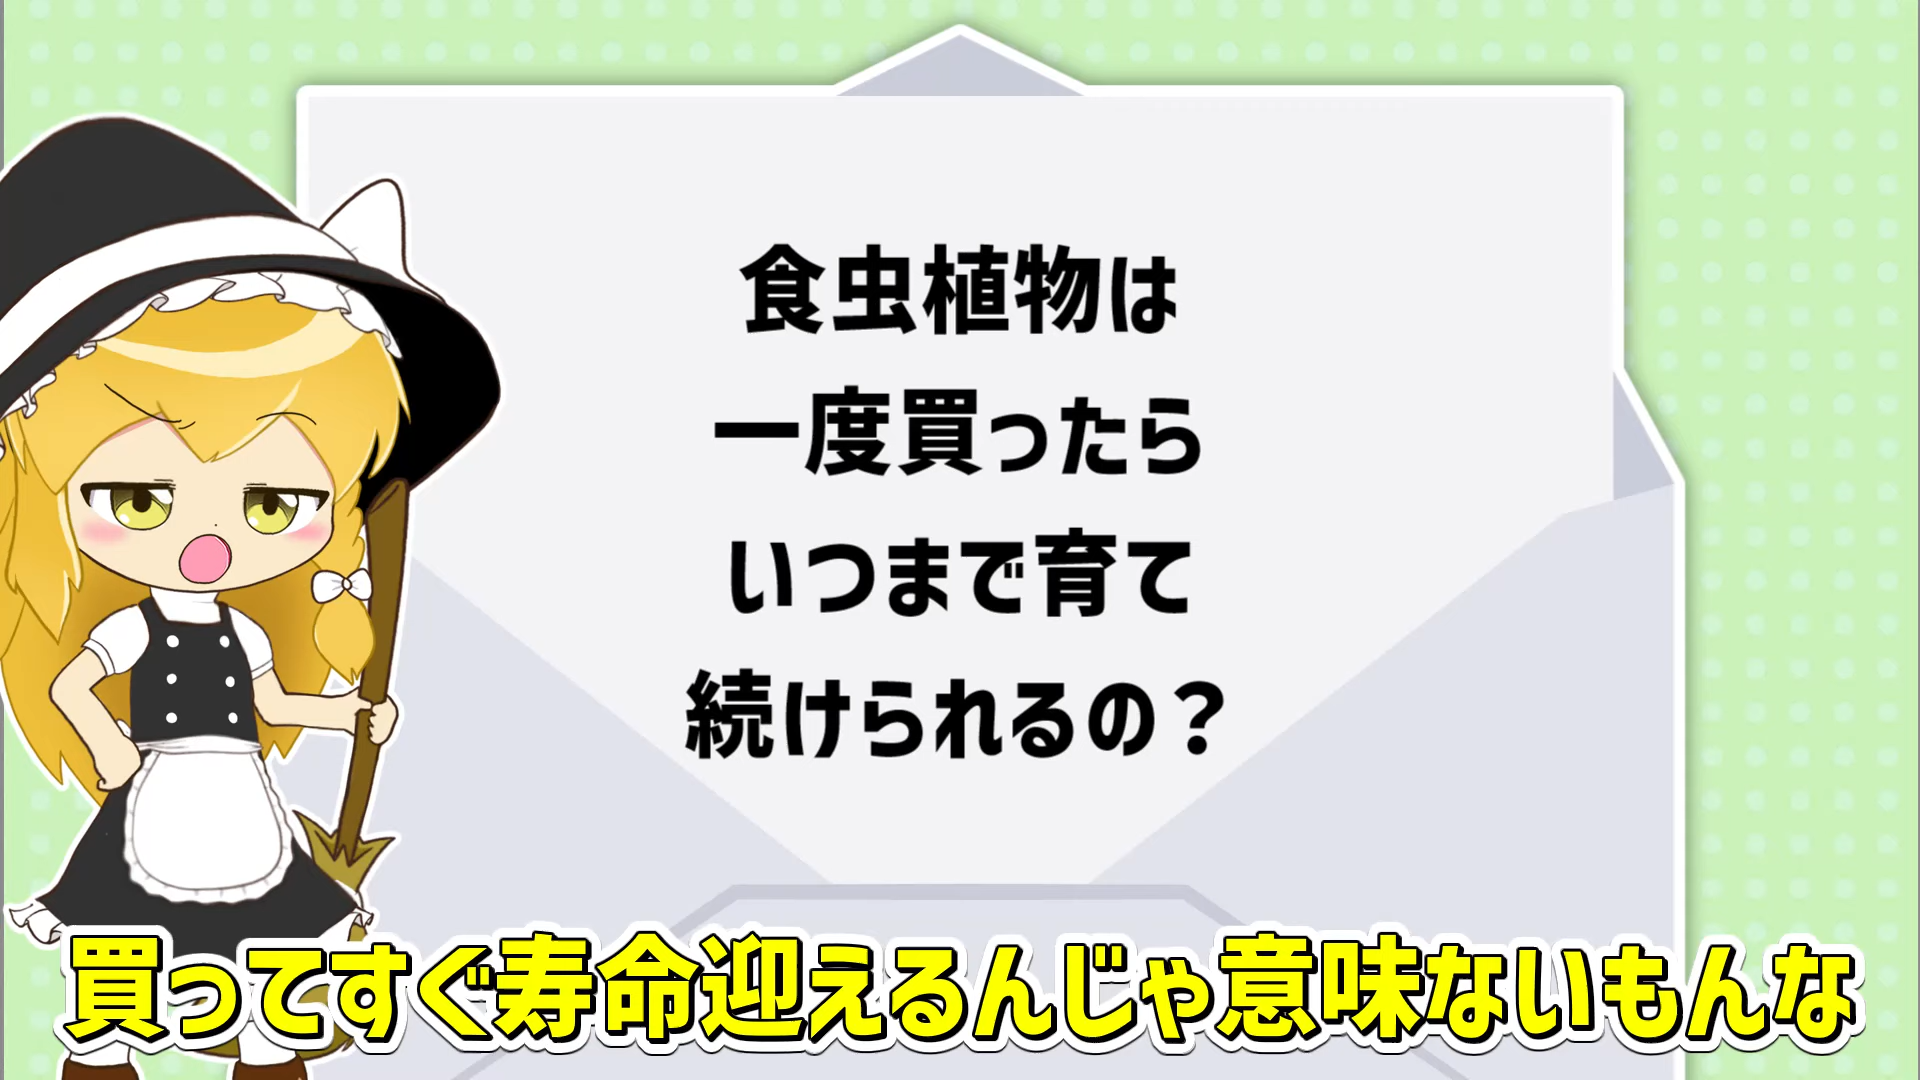 食虫植物は
一度買ったら
いつまで育て
続けられるの？
買ってすぐ寿命迎えるんじゃ意味ないもんな